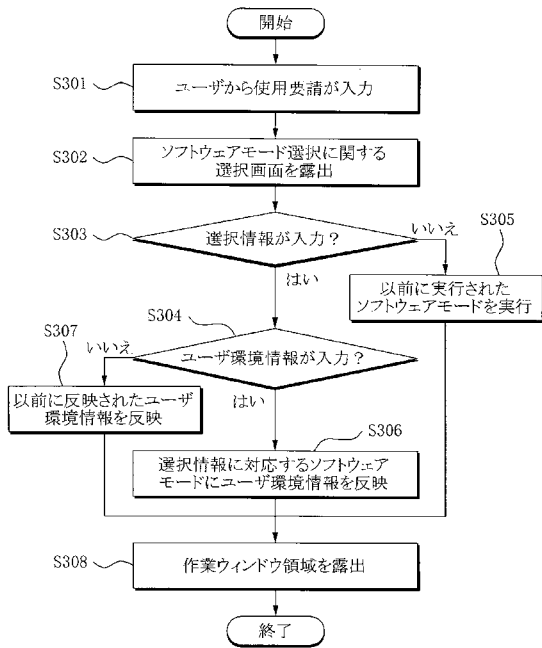 開始
S301
ユーザから使用要請が入力
S302
ソフトウェアモード選択に関する
選択画面を露出
S303
選択情報が入力？
いいえ
S305
はい
以前に実行された
ソフトウェアモードを実行
S304
S307
いいえ
ユーザ環境情報が入力？
以前に反映されたユーザ
環境情報を反映
はい
S306
選択情報に対応するソフトウェア
モードにユーザ環境情報を反映
S308
作業ウィンドウ領域を露出
終了